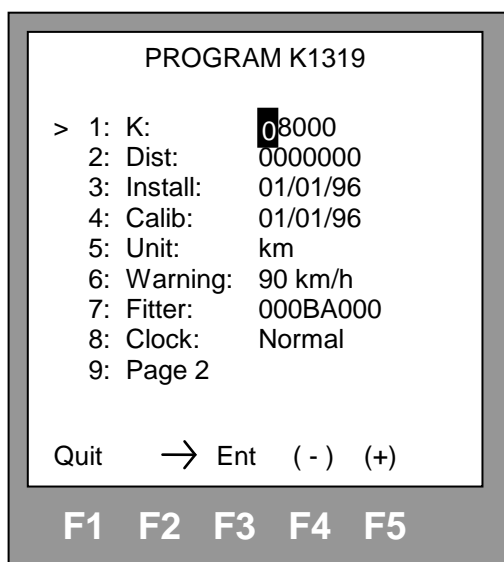 PROGRAM K1319
> 1: K: 08000
2: Dist: 0000000
3: Install: 01/01/96
4: Calib: 01/01/96
5: Unit: km
6: Warning: 90 km/h
7: Fitter: 000BA000
8: Clock: Normal
9: Page 2
Quit → Ent ( - ) (+)
F1 F2 F3 F4 F5